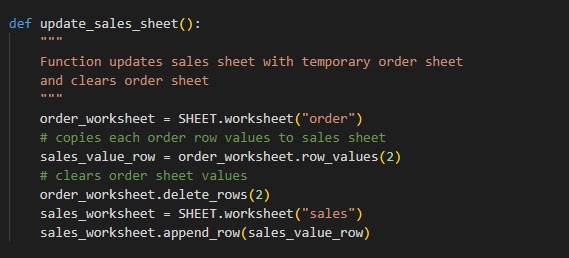 def update_sales_sheet():
    """
    Function updates sales sheet with temporary order sheet
    and clears order sheet
    """
    order_worksheet = SHEET.worksheet("order")
    # copies each order row values to sales sheet
    sales_value_row = order_worksheet.row_values(2)
    # clears order sheet values
    order_worksheet.delete_rows(2)
    sales_worksheet = SHEET.worksheet("sales")
    sales_worksheet.append_row(sales_value_row)